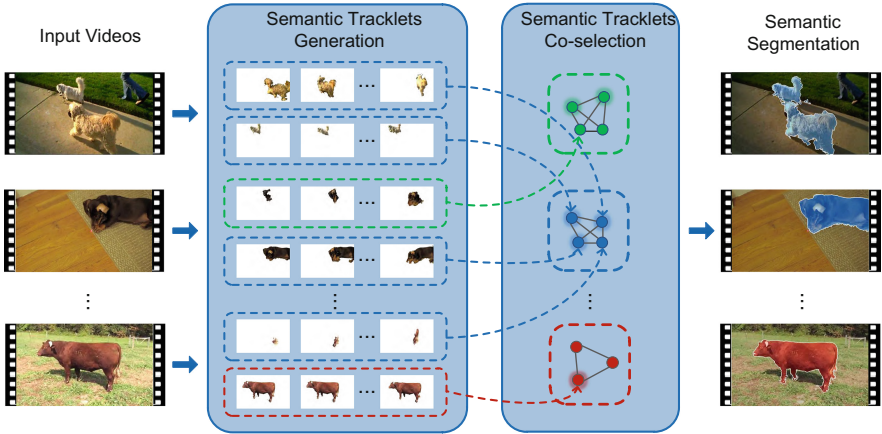 Input Videos
Semantic Tracklets
Generation
Semantic Tracklets
Co-selection
Semantic
Segmentation